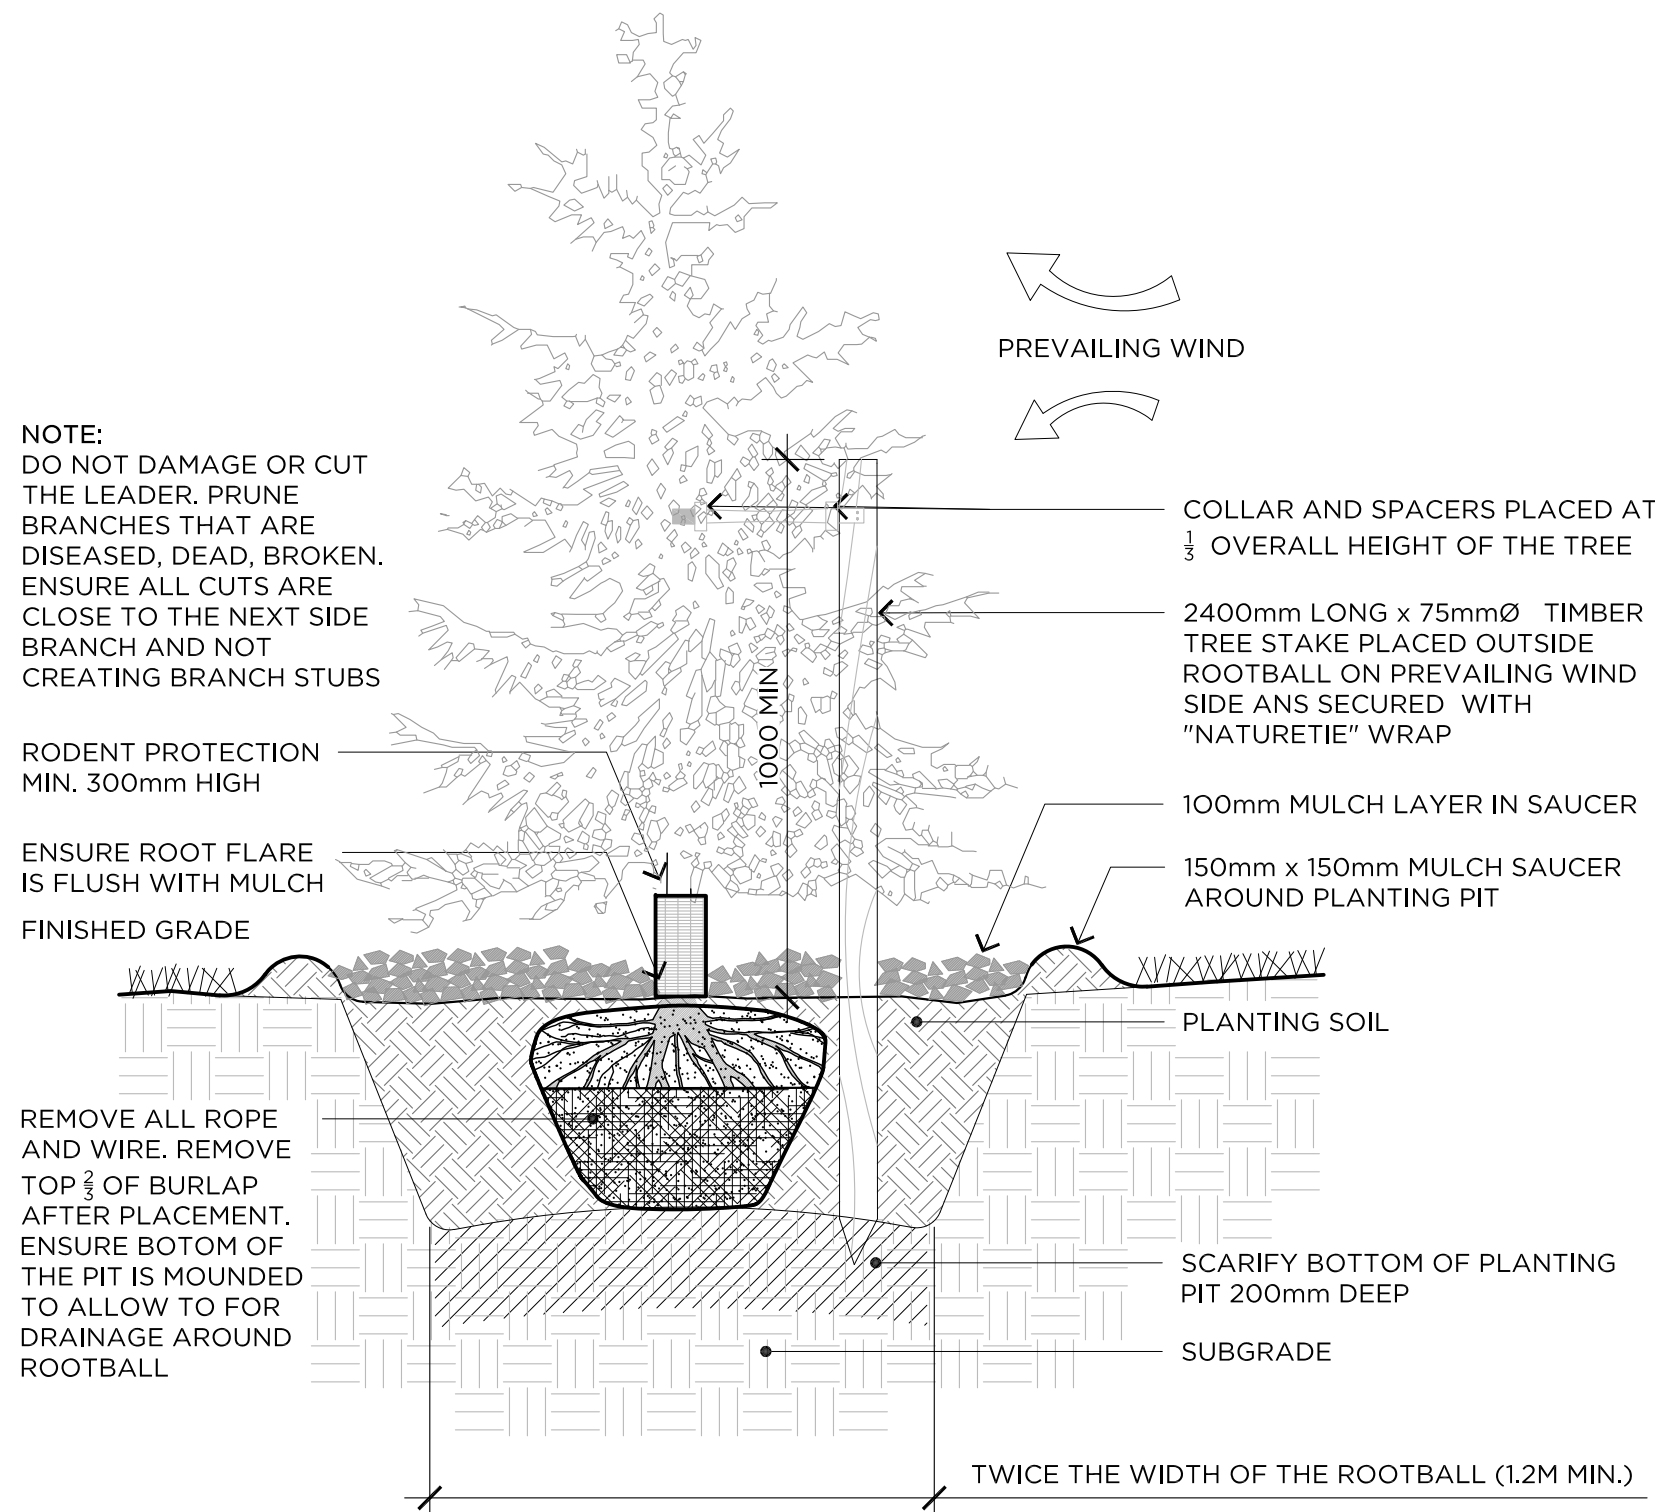 PREVAILING WIND
NOTE:
DO NOT DAMAGE OR CUT
THE LEADER. PRUNE
BRANCHES THAT ARE
DISEASED, DEAD, BROKEN.
ENSURE ALL CUTS ARE
CLOSE TO THE NEXT SIDE
BRANCH AND NOT
CREATING BRANCH STUBS
RODENT PROTECTION
MIN. 300mm HIGH
ENSURE ROOT FLARE
IS FLUSH WITH MULCH
FINISHED GRADE
REMOVE ALL ROPE
AND WIRE. REMOVE
TOP 2/3 OF BURLAP
AFTER PLACEMENT.
ENSURE BOTOM OF
THE PIT IS MOUNDED
TO ALLOW TO FOR
DRAINAGE AROUND
ROOTBALL
1000 MIN
COLLAR AND SPACERS PLACED AT
1/3 OVERALL HEIGHT OF THE TREE
2400mm LONG x 75mmØ TIMBER
TREE STAKE PLACED OUTSIDE
ROOTBALL ON PREVAILING WIND
SIDE ANS SECURED WITH
"NATURETIE" WRAP
100mm MULCH LAYER IN SAUCER
150mm x 150mm MULCH SAUCER
AROUND PLANTING PIT
PLANTING SOIL
SCARIFY BOTTOM OF PLANTING
PIT 200mm DEEP
SUBGRADE
TWICE THE WIDTH OF THE ROOTBALL (1.2M MIN.)